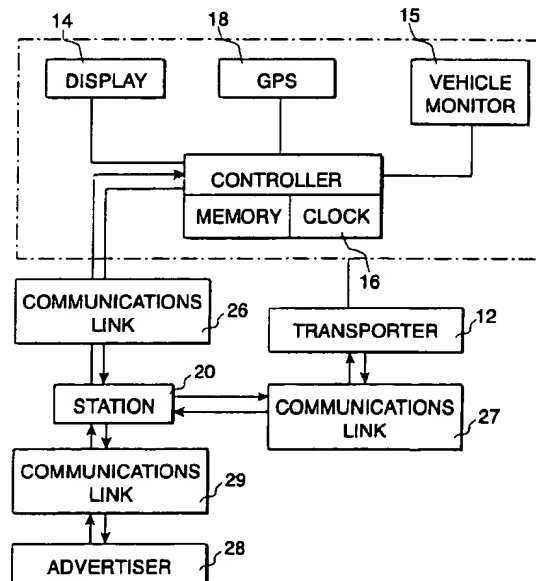 14
18
15
DISPLAY
GPS
VEHICLE
MONITOR
CONTROLLER
MEMORY
CLOCK
16
COMMUNICATIONS
LINK
26
TRANSPORTER
12
20
STATION
COMMUNICATIONS
LINK
27
COMMUNICATIONS
LINK
29
ADVERTISER
28